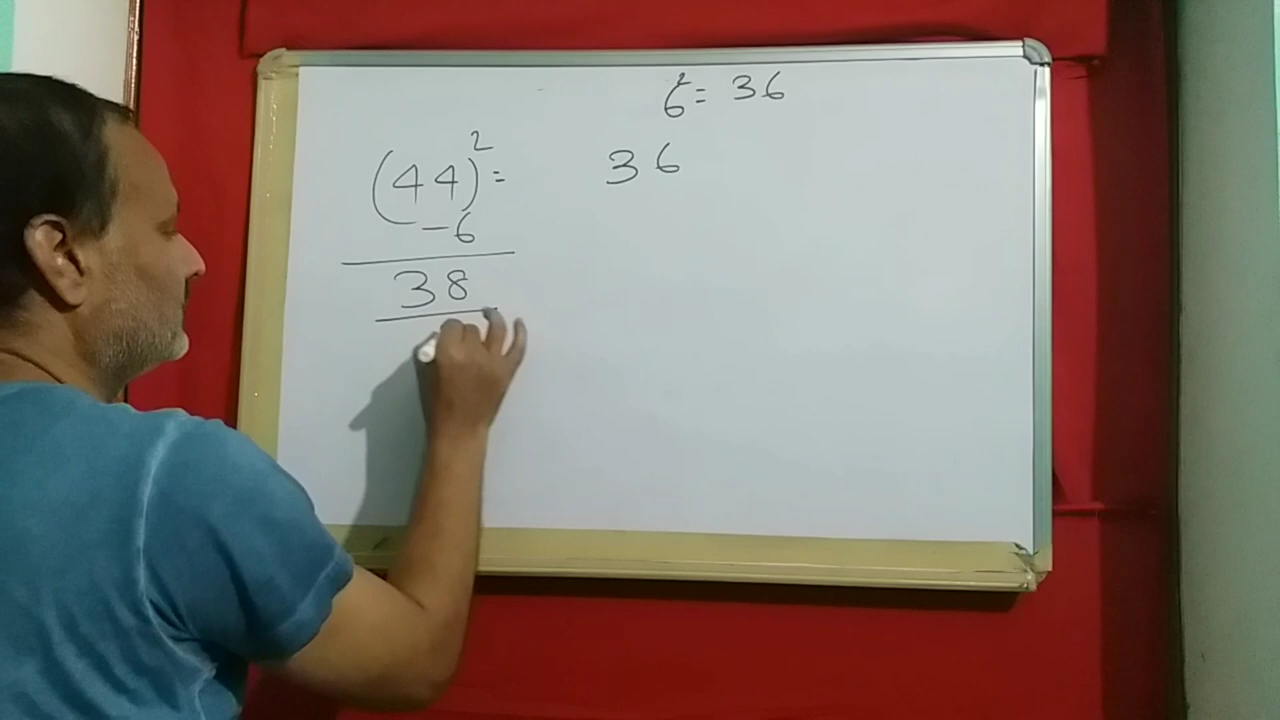 6² = 36
(44)² = 36
-6
38